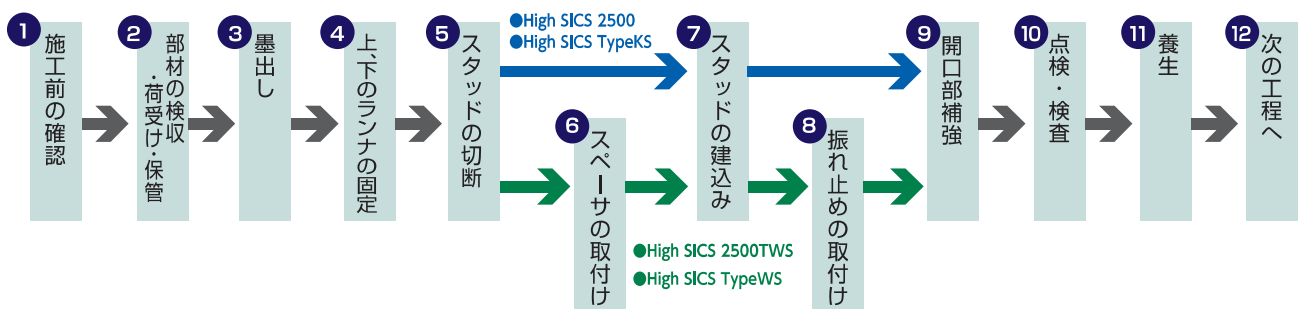 1
施工前の確認
2
部材の検収
・荷受け・保管
3
墨出し
4
上、下のランナの固定
5
スタッドの切断
●High SICS 2500
●High SICS TypeKS
6
スペーサの取付け
7
スタッドの建込み
●High SICS 2500TWS
●High SICS TypeWS
8
振れ止めの取付け
9
開口部補強
10
点検・検査
11
養生
12
次の工程へ